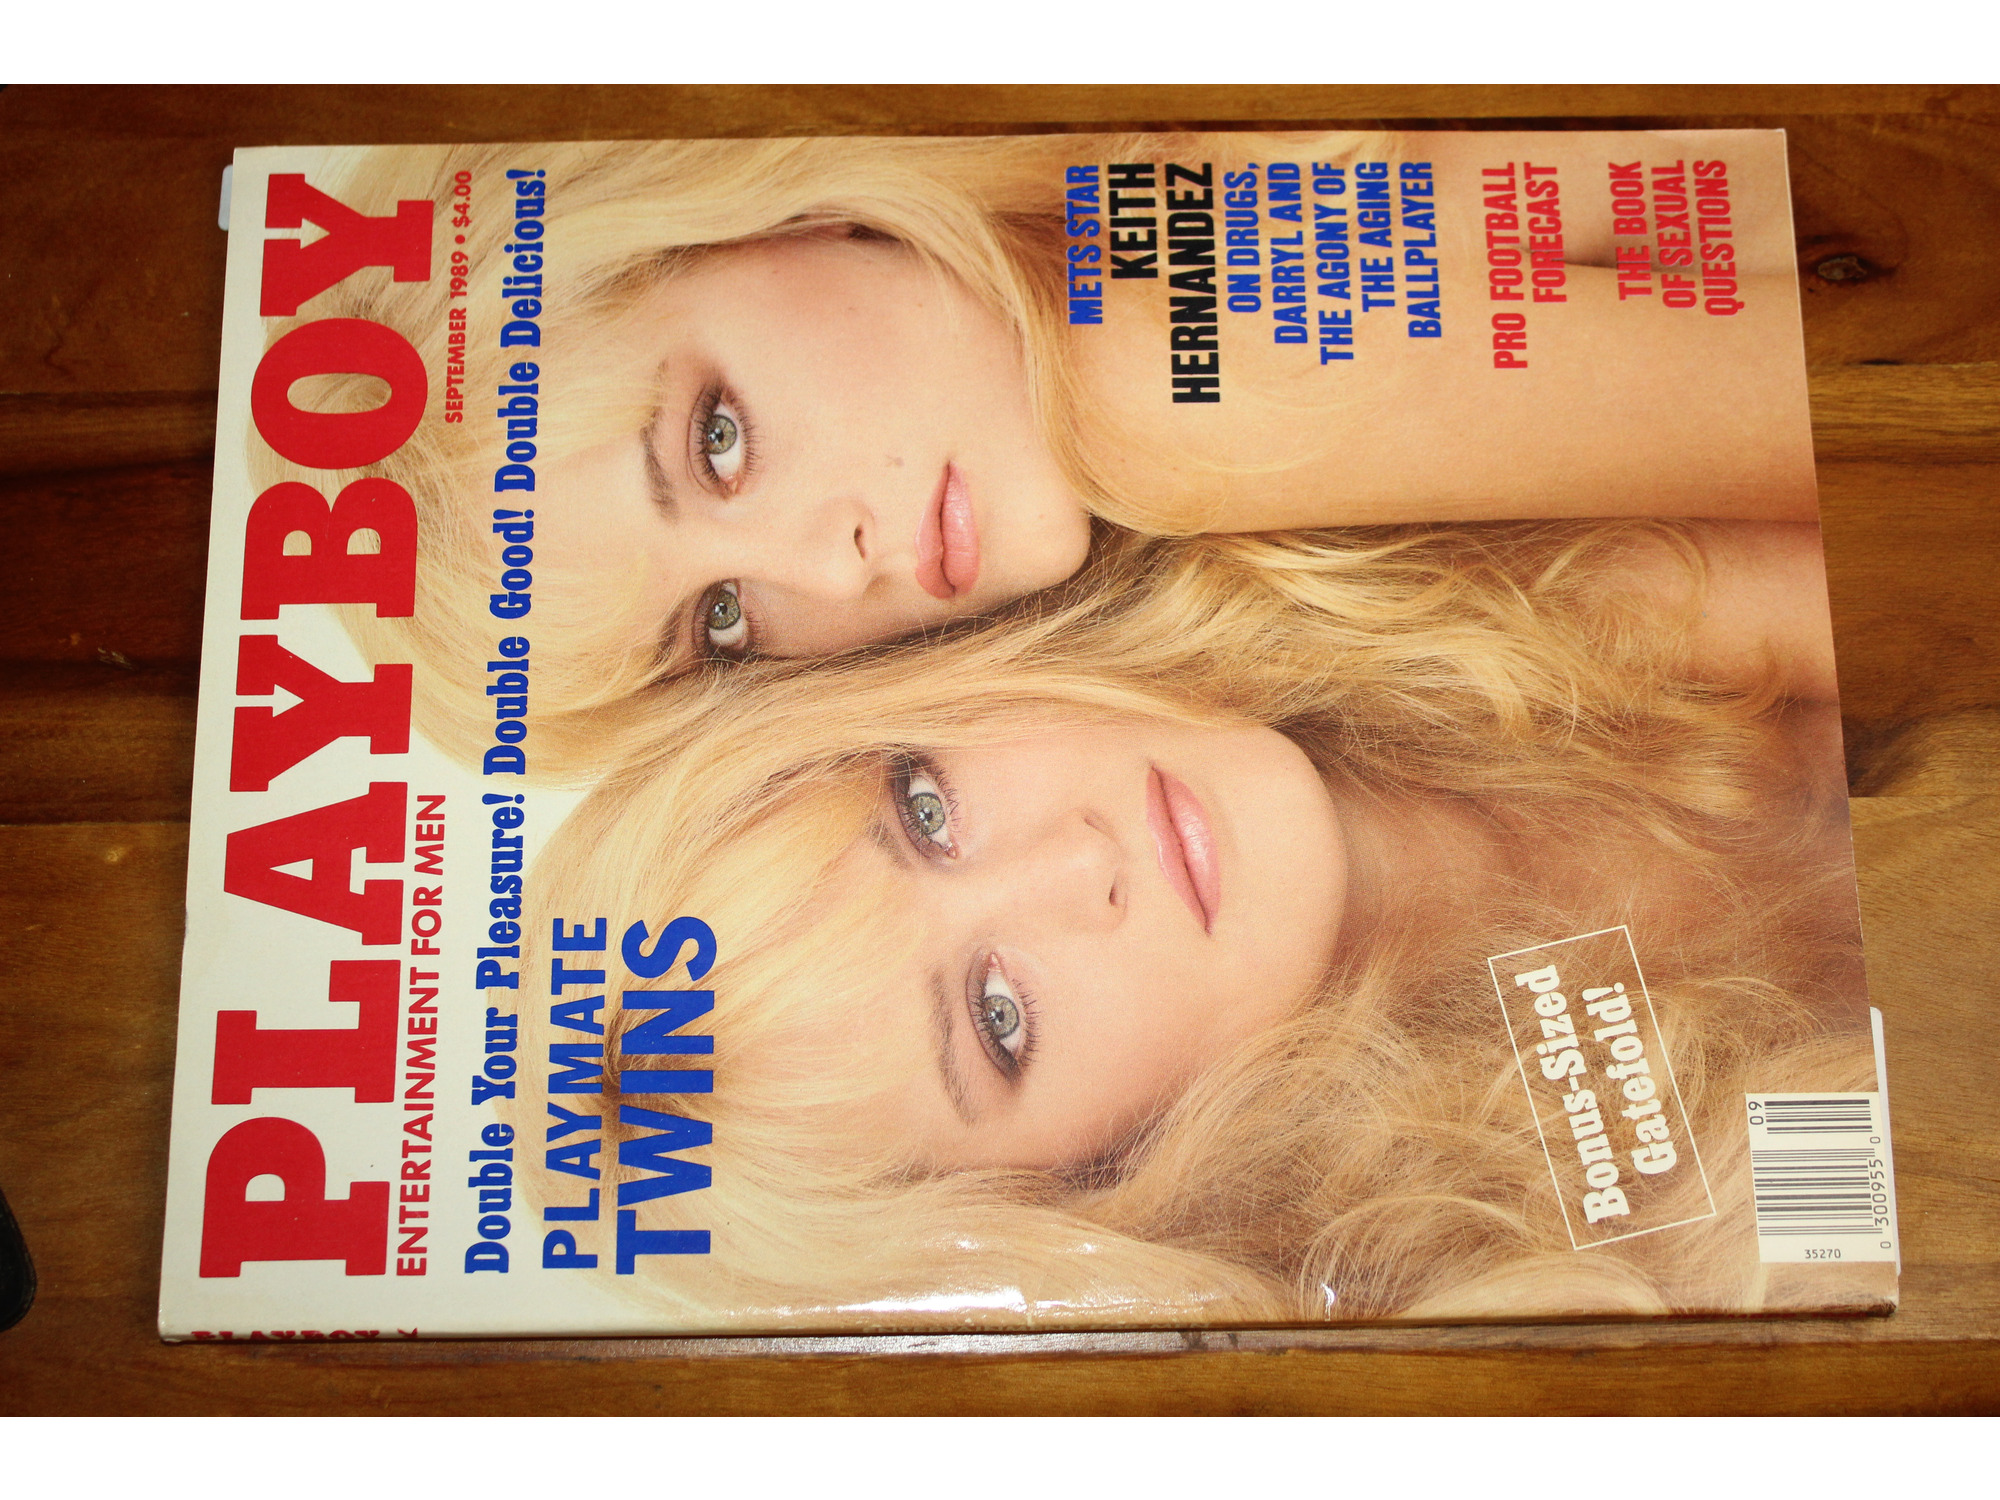 PLAYBOY
ENTERTAINMENT FOR MEN
SEPTEMBER 1989 • $4.00
Double Your Pleasure! Double Good! Double Delicious!
PLAYMATE
TWINS
METS STAR
KEITH
HERNANDEZ
ON DRUGS,
DARRYL AND
THE AGONY OF
THE AGING
BALLPLAYER
PRO FOOTBALL
FORECAST
THE BOOK
OF SEXUAL
QUESTIONS
Bonus-Sized
Gatefold!
09
35270
0 300955 0
PLAYBOY